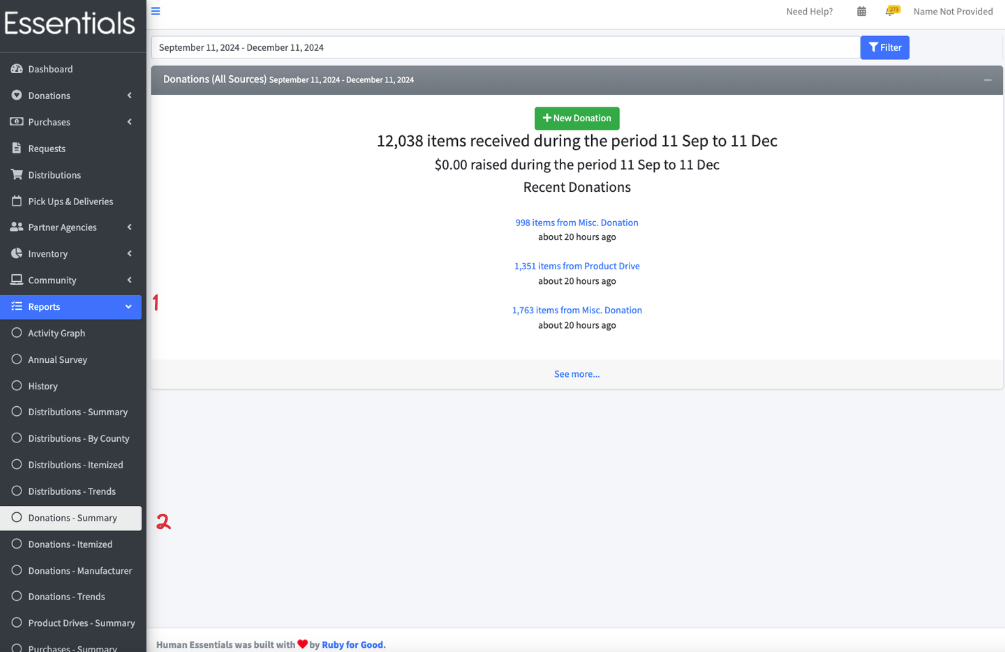 Essentials
Need Help?
Name Not Provided
September 11, 2024 - December 11, 2024
Filter
Donations (All Sources) September 11, 2024 - December 11, 2024
Dashboard
Donations
Purchases
Requests
Distributions
Pick Ups & Deliveries
Partner Agencies
Inventory
Community
Reports
1
Activity Graph
Annual Survey
History
Distributions - Summary
Distributions - By County
Distributions - Itemized
Distributions - Trends
Donations - Summary
2
Donations - Itemized
Donations - Manufacturer
Donations - Trends
Product Drives - Summary
Purchases - Summary
New Donation
12,038 items received during the period 11 Sep to 11 Dec
$0.00 raised during the period 11 Sep to 11 Dec
Recent Donations
998 items from Misc. Donation
about 20 hours ago
1,351 items from Product Drive
about 20 hours ago
1,763 items from Misc. Donation
about 20 hours ago
See more...
Human Essentials was built with ❤ by Ruby for Good.